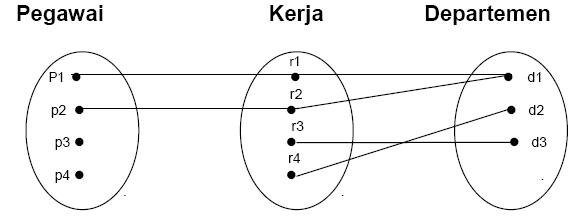 Pegawai Kerja Departemen
r1
P1 d1
r2
p2 d2
r3
p3 d3
r4
p4